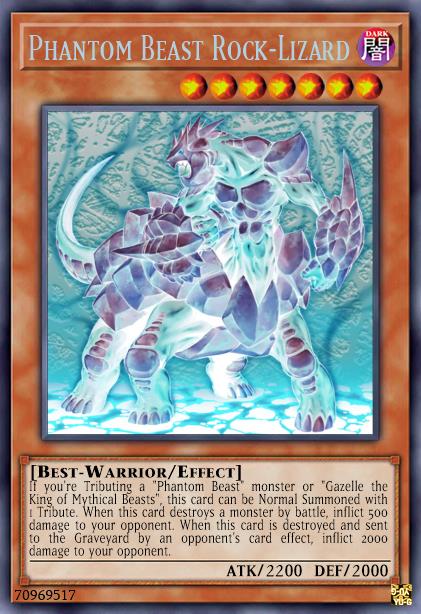 PHANTOM BEAST ROCK-LIZARD
DARK
闇
[BEST-WARRIOR/EFFECT]
If you're Tributing a "Phantom Beast" monster or "Gazelle the
King of Mythical Beasts", this card can be Normal Summoned with
1 Tribute. When this card destroys a monster by battle, inflict 500
damage to your opponent. When this card is destroyed and sent
to the Graveyard by an opponent's card effect, inflict 2000
damage to your opponent.
ATK/2200 DEF/2000
70969517